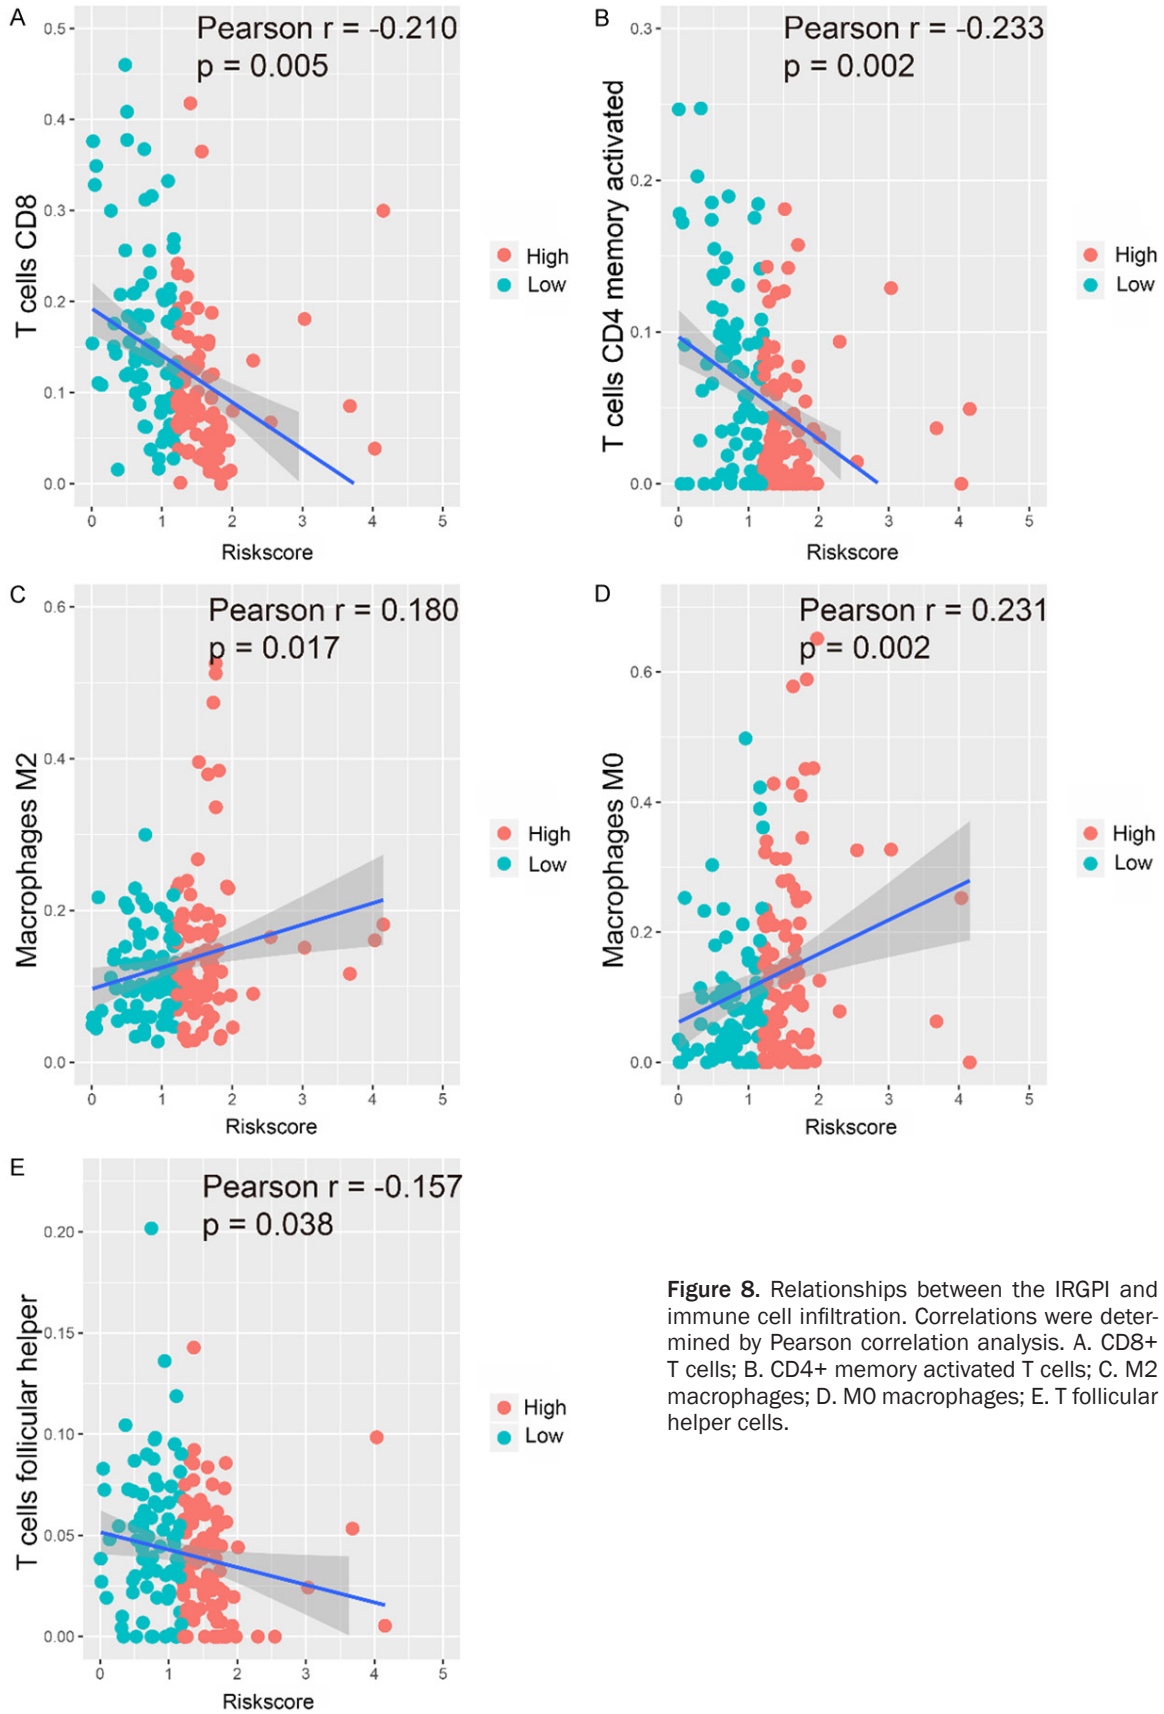 A
Pearson r = -0.210
p = 0.005
T cells CD8
0.5
0.4
0.3
0.2
0.1
0.0
0 1 2 3 4 5
Riskscore
High
Low
B
Pearson r = -0.233
p = 0.002
T cells CD4 memory activated
0.3
0.2
0.1
0.0
0 1 2 3 4 5
Riskscore
High
Low
C
Pearson r = 0.180
p = 0.017
Macrophages M2
0.6
0.4
0.2
0.0
0 1 2 3 4 5
Riskscore
High
Low
D
Pearson r = 0.231
p = 0.002
Macrophages M0
0.6
0.4
0.2
0.0
0 1 2 3 4 5
Riskscore
High
Low
E
Pearson r = -0.157
p = 0.038
T cells follicular helper
0.20
0.15
0.10
0.05
0.00
0 1 2 3 4 5
Riskscore
High
Low
Figure 8. Relationships between the IRGPI and
immune cell infiltration. Correlations were deter-
mined by Pearson correlation analysis. A. CD8+
T cells; B. CD4+ memory activated T cells; C. M2
macrophages; D. M0 macrophages; E. T follicular
helper cells.